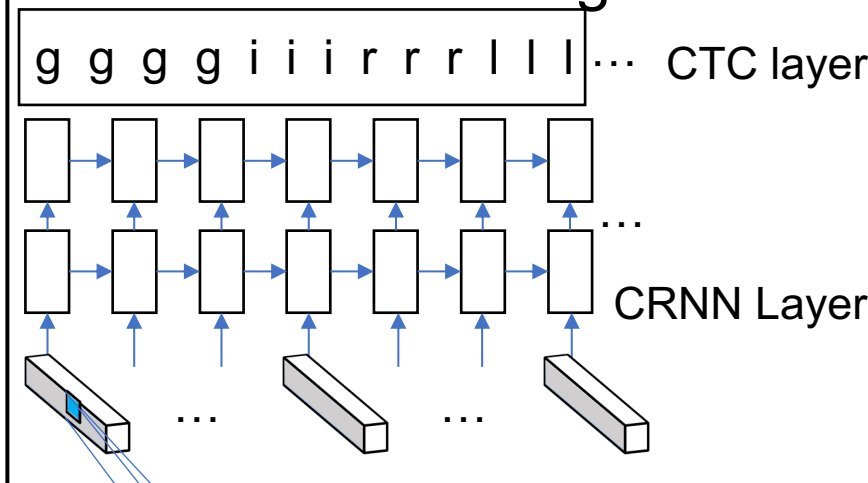 g
g g g g i i i r r r l l l ... CTC layer
...
CRNN Layer
... ...